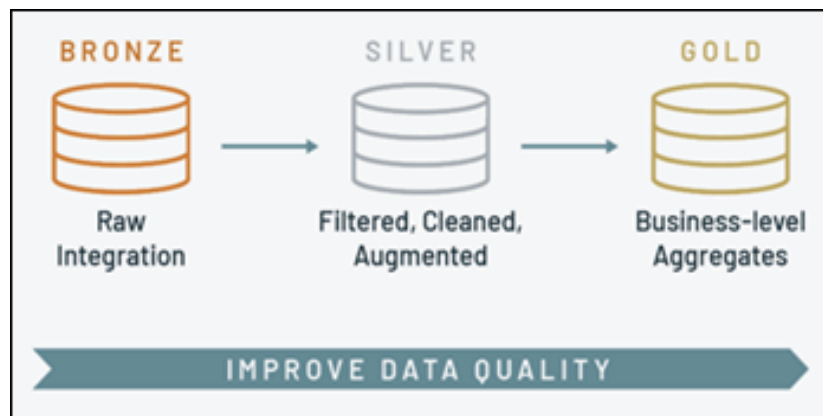 BRONZE
SILVER
GOLD
Raw
Integration
Filtered, Cleaned,
Augmented
Business-level
Aggregates
IMPROVE DATA QUALITY